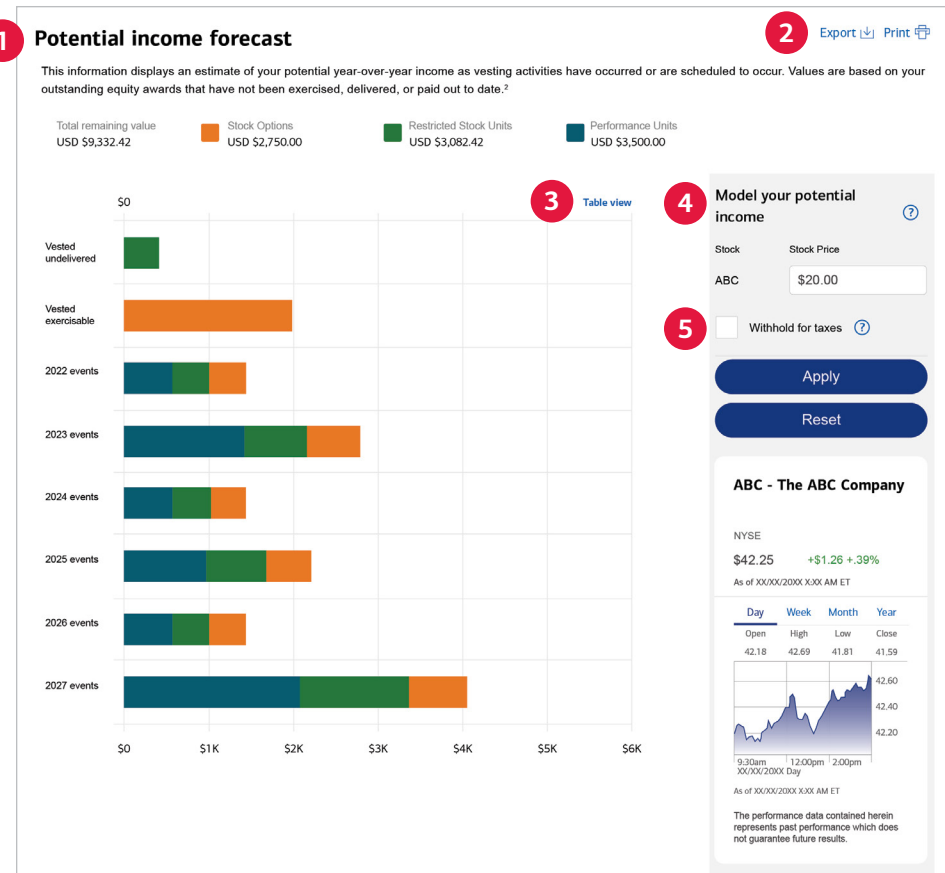 1
Potential income forecast
2
Export Print
This information displays an estimate of your potential year-over-year income as vesting activities have occurred or are scheduled to occur. Values are based on your
outstanding equity awards that have not been exercised, delivered, or paid out to date.²
Total remaining value
USD $9,332.42
Stock Options
USD $2,750.00
Restricted Stock Units
USD $3,082.42
Performance Units
USD $3,500.00
$0
3
Table view
Vested
undelivered
Vested
exercisable
2022 events
2023 events
2024 events
2025 events
2026 events
2027 events
$0 $1K $2K $3K $4K $5K $6K
4
Model your potential
income
?
Stock Stock Price
ABC $20.00
5
Withhold for taxes ?
Apply
Reset
ABC - The ABC Company
NYSE
$42.25 +$1.26 +.39%
As of XX/XX/20XX X:XX AM ET
Day Week Month Year
Open High Low Close
42.18 42.69 41.81 41.59
42.60
42.40
42.20
9:30am 12:00pm 2:00pm
XX/XX/20XX Day
As of XX/XX/20XX X:XX AM ET
The performance data contained herein
represents past performance which does
not guarantee future results.